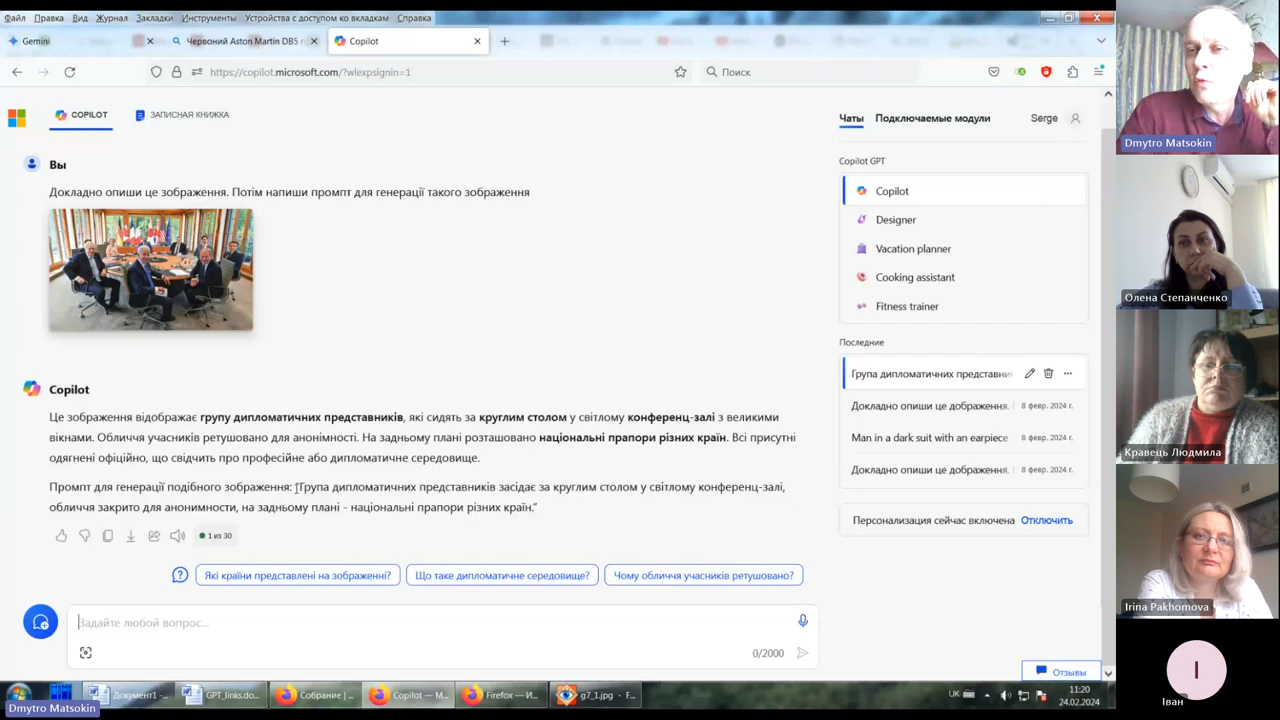 Файл Правка Вид Журнал Закладки Инструменты Устройства с доступом ко вкладкам Справка
Gemini
Червоний Aston Martin DB5
Copilot
https://copilot.microsoft.com/?wlexpsignin=1
Поиск
COPILOT
ЗАПИСНАЯ КНИЖКА
Чаты Подключаемые модули
Serge
Вы
Докладно опиши це зображення. Потім напиши промпт для генерації такого зображення
Copilot
Це зображення відображає групу дипломатичних представників, які сидять за круглим столом у світлому конференц-залі з великими
вікнами. Обличчя учасників ретушовано для анонімності. На задньому плані розташовано національні прапори різних країн. Всі присутні
одягнені офіційно, що свідчить про професійне або дипломатичне середовище.
Промпт для генерації подібного зображення: "Група дипломатичних представників засідає за круглим столом у світлому конференц-залі,
обличчя закрито для анонимности, на задньому плані - національні прапори різних країн."
1 из 30
Які країни представлені на зображенні?
Що таке дипломатичне середовище?
Чому обличчя учасників ретушовано?
Задайте любой вопрос...
0/2000
Copilot GPT
Copilot
Designer
Vacation planner
Cooking assistant
Fitness trainer
Последние
Група дипломатичних представни
Докладно опиши це дображення. 8 февр. 2024 г.
Man in a dark suit with an earpiece 8 февр. 2024 г.
Докладно опиши це дображення. 8 февр. 2024 г.
Персонализация сейчас включена Отключить
Отзывы
Документ1 -...
GPT_links.do...
Собрание |...
Copilot — M...
Firefox — И...
g7_1.jpg - F...
UK
11:20
24.02.2024
Dmytro Matsokin
Dmytro Matsokin
Олена Степанченко
Кравець Людмила
Irina Pakhomova
І
Іван